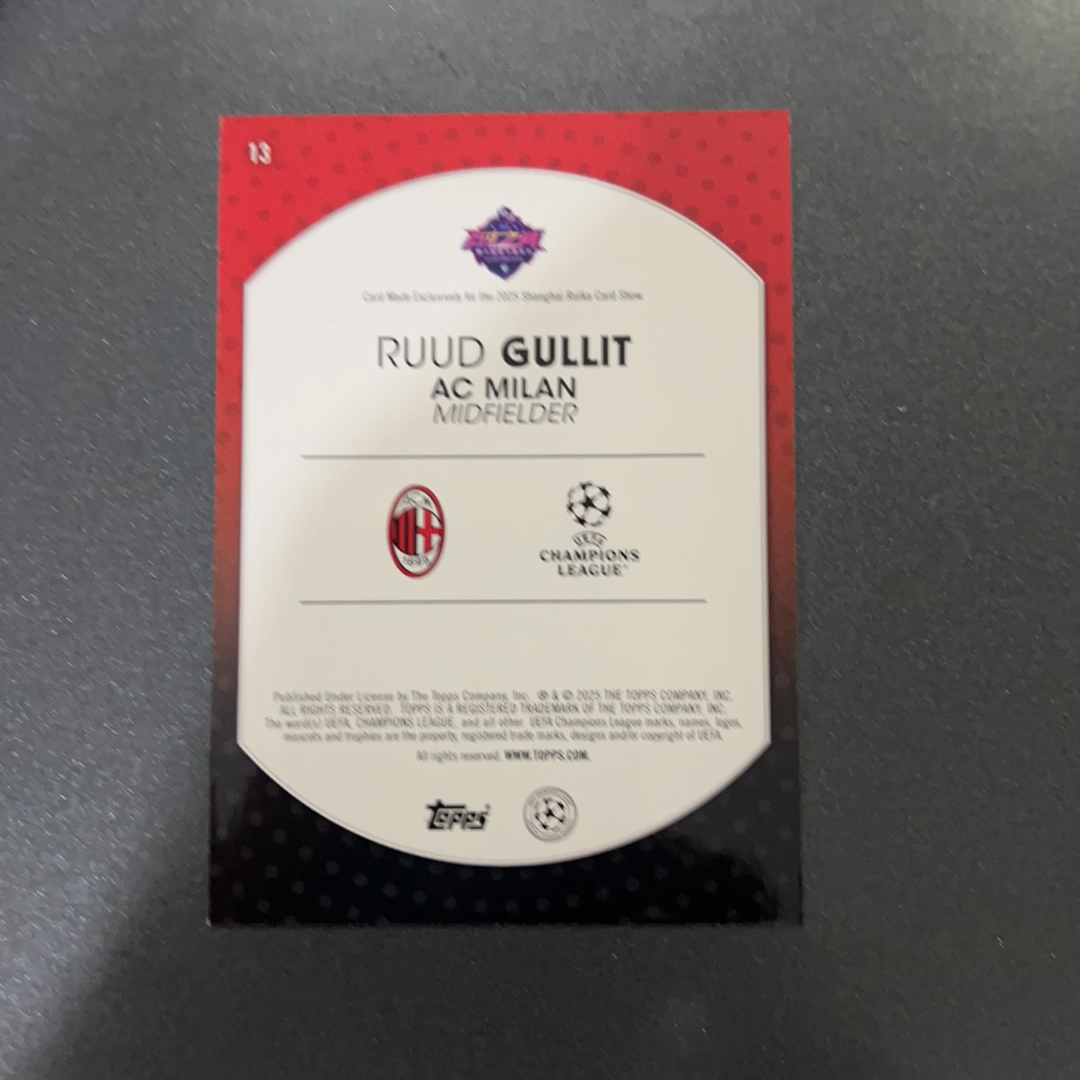 13
Card Made Exclusively for the 2025 Shanghai Rioka Card Show.
RUUD GULLIT
AC MILAN
MIDFIELDER
ACM
1899
UEFA
CHAMPIONS
LEAGUE
Published Under License by The Topps Company, Inc. ® & © 2025 THE TOPPS COMPANY, INC.
ALL RIGHTS RESERVED. TOPPS IS A REGISTERED TRADEMARK OF THE TOPPS COMPANY, INC.
The word(s) UEFA, CHAMPIONS LEAGUE, and all other UEFA Champions League marks, names, logos,
mascots and trophies are the property, registered trade marks, designs and/or copyright of UEFA.
All rights reserved. WWW.TOPPS.COM.
Topps